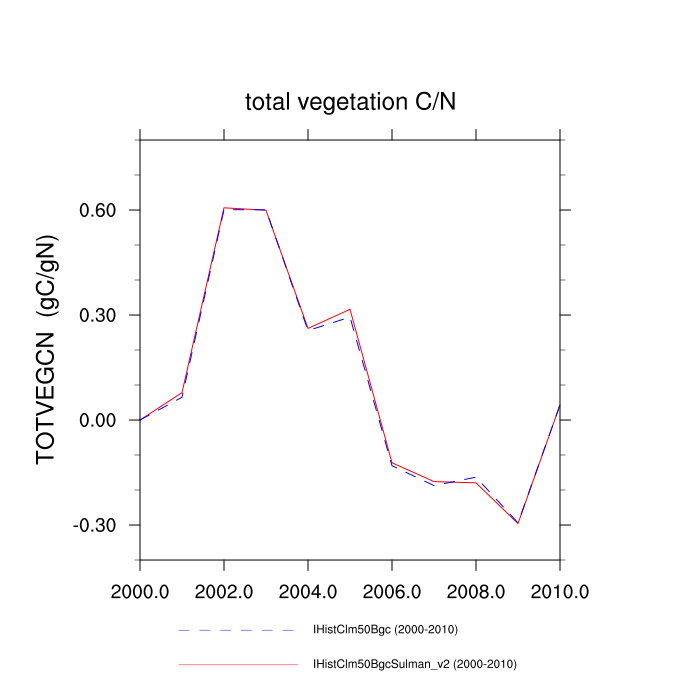 total vegetation C/N
TOTVEGCN (gC/gN)
0.60
0.30
0.00
-0.30
2000.0 2002.0 2004.0 2006.0 2008.0 2010.0
IHistClm50Bgc (2000-2010)
IHistClm50BgcSulman_v2 (2000-2010)